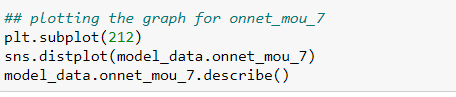 ## plotting the graph for onnet_mou_7
plt.subplot(212)
sns.distplot(model_data.onnet_mou_7)
model_data.onnet_mou_7.describe()